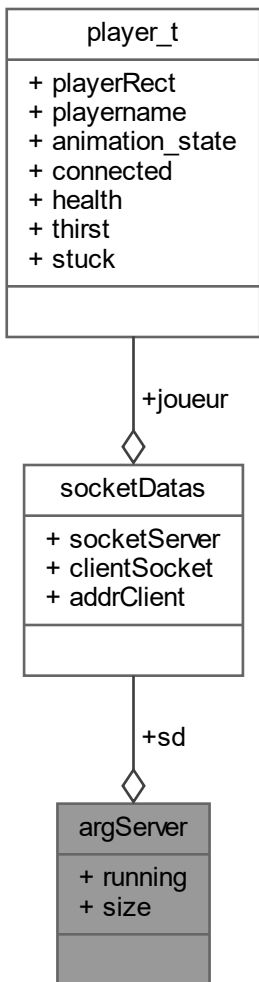 player_t
+ playerRect
+ playername
+ animation_state
+ connected
+ health
+ thirst
+ stuck
+joueur
socketDatas
+ socketServer
+ clientSocket
+ addrClient
+sd
argServer
+ running
+ size